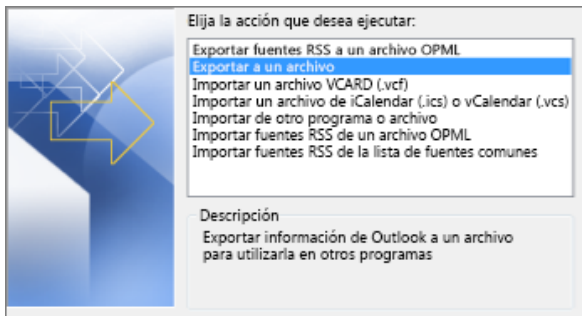 Elija la acción que desea ejecutar:
Exportar fuentes RSS a un archivo OPML
Exportar a un archivo
Importar un archivo VCARD (.vcf)
Importar un archivo de iCalendar (.ics) o vCalendar (.vcs)
Importar de otro programa o archivo
Importar fuentes RSS de un archivo OPML
Importar fuentes RSS de la lista de fuentes comunes
Descripción
Exportar información de Outlook a un archivo
para utilizarla en otros programas